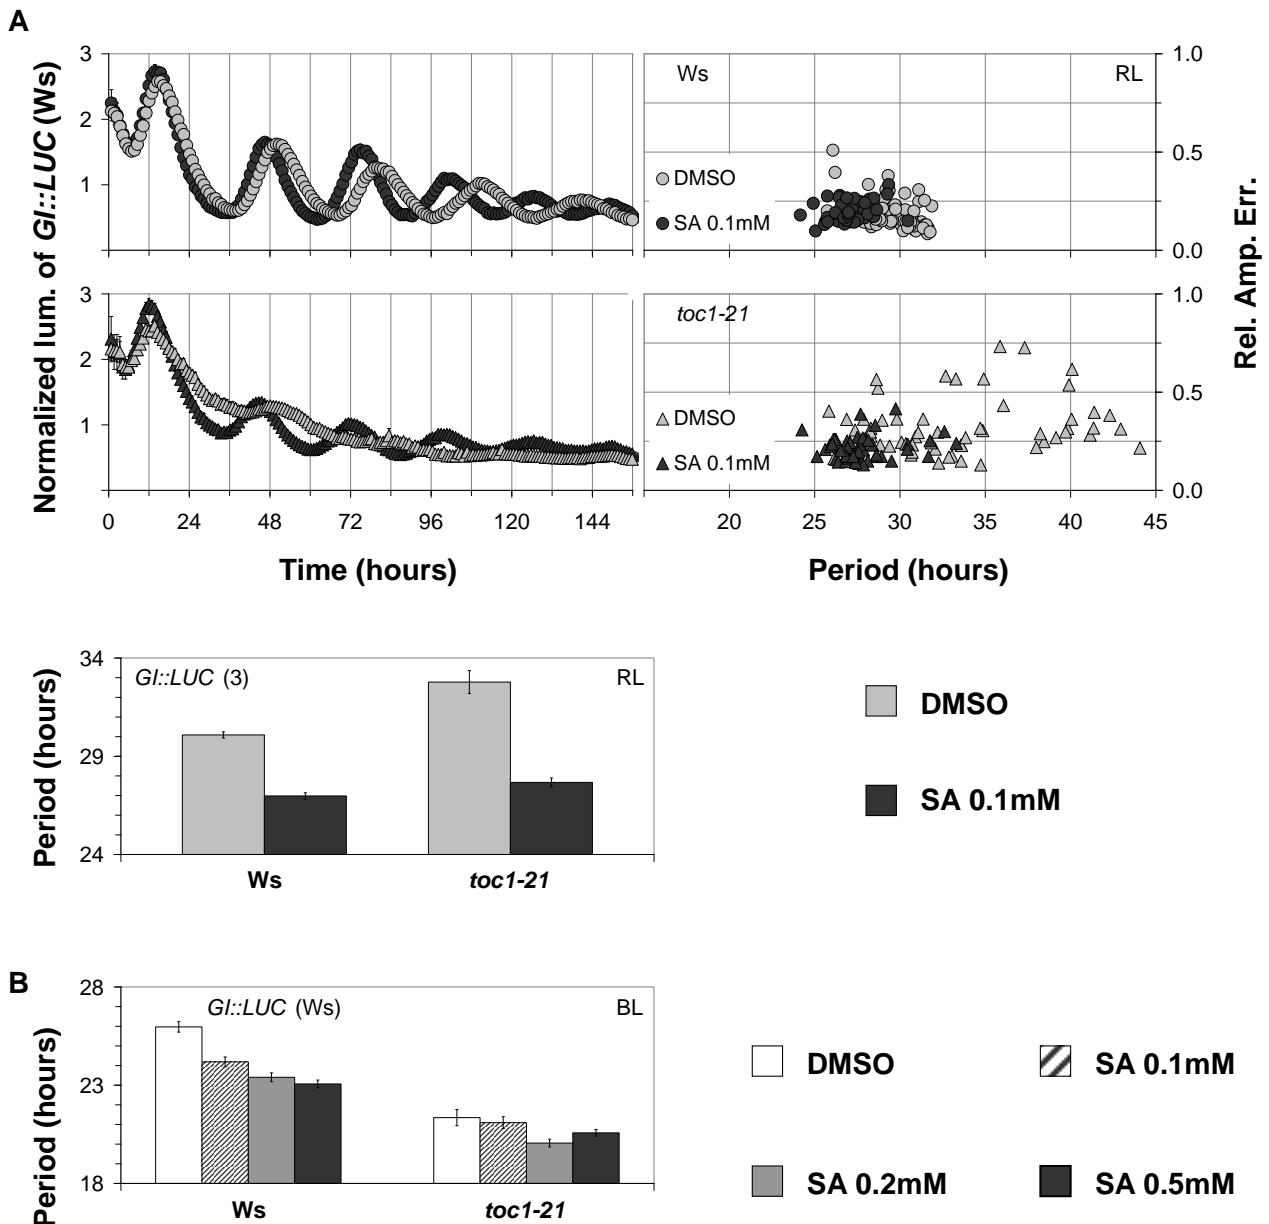 A
Normalized lum. of GI::LUC (Ws)
3
2
1
3
2
1
0 24 48 72 96 120 144
Time (hours)
Ws RL
DMSO
SA 0.1mM
1.0
0.5
0.0
toc1-21
DMSO
SA 0.1mM
1.0
0.5
0.0
Rel. Amp. Err.
20 25 30 35 40 45
Period (hours)
Period (hours)
34
29
24
GI::LUC (3) RL
Ws toc1-21
DMSO
SA 0.1mM
B
Period (hours)
28
23
18
GI::LUC (Ws) BL
Ws toc1-21
DMSO
SA 0.1mM
SA 0.2mM
SA 0.5mM